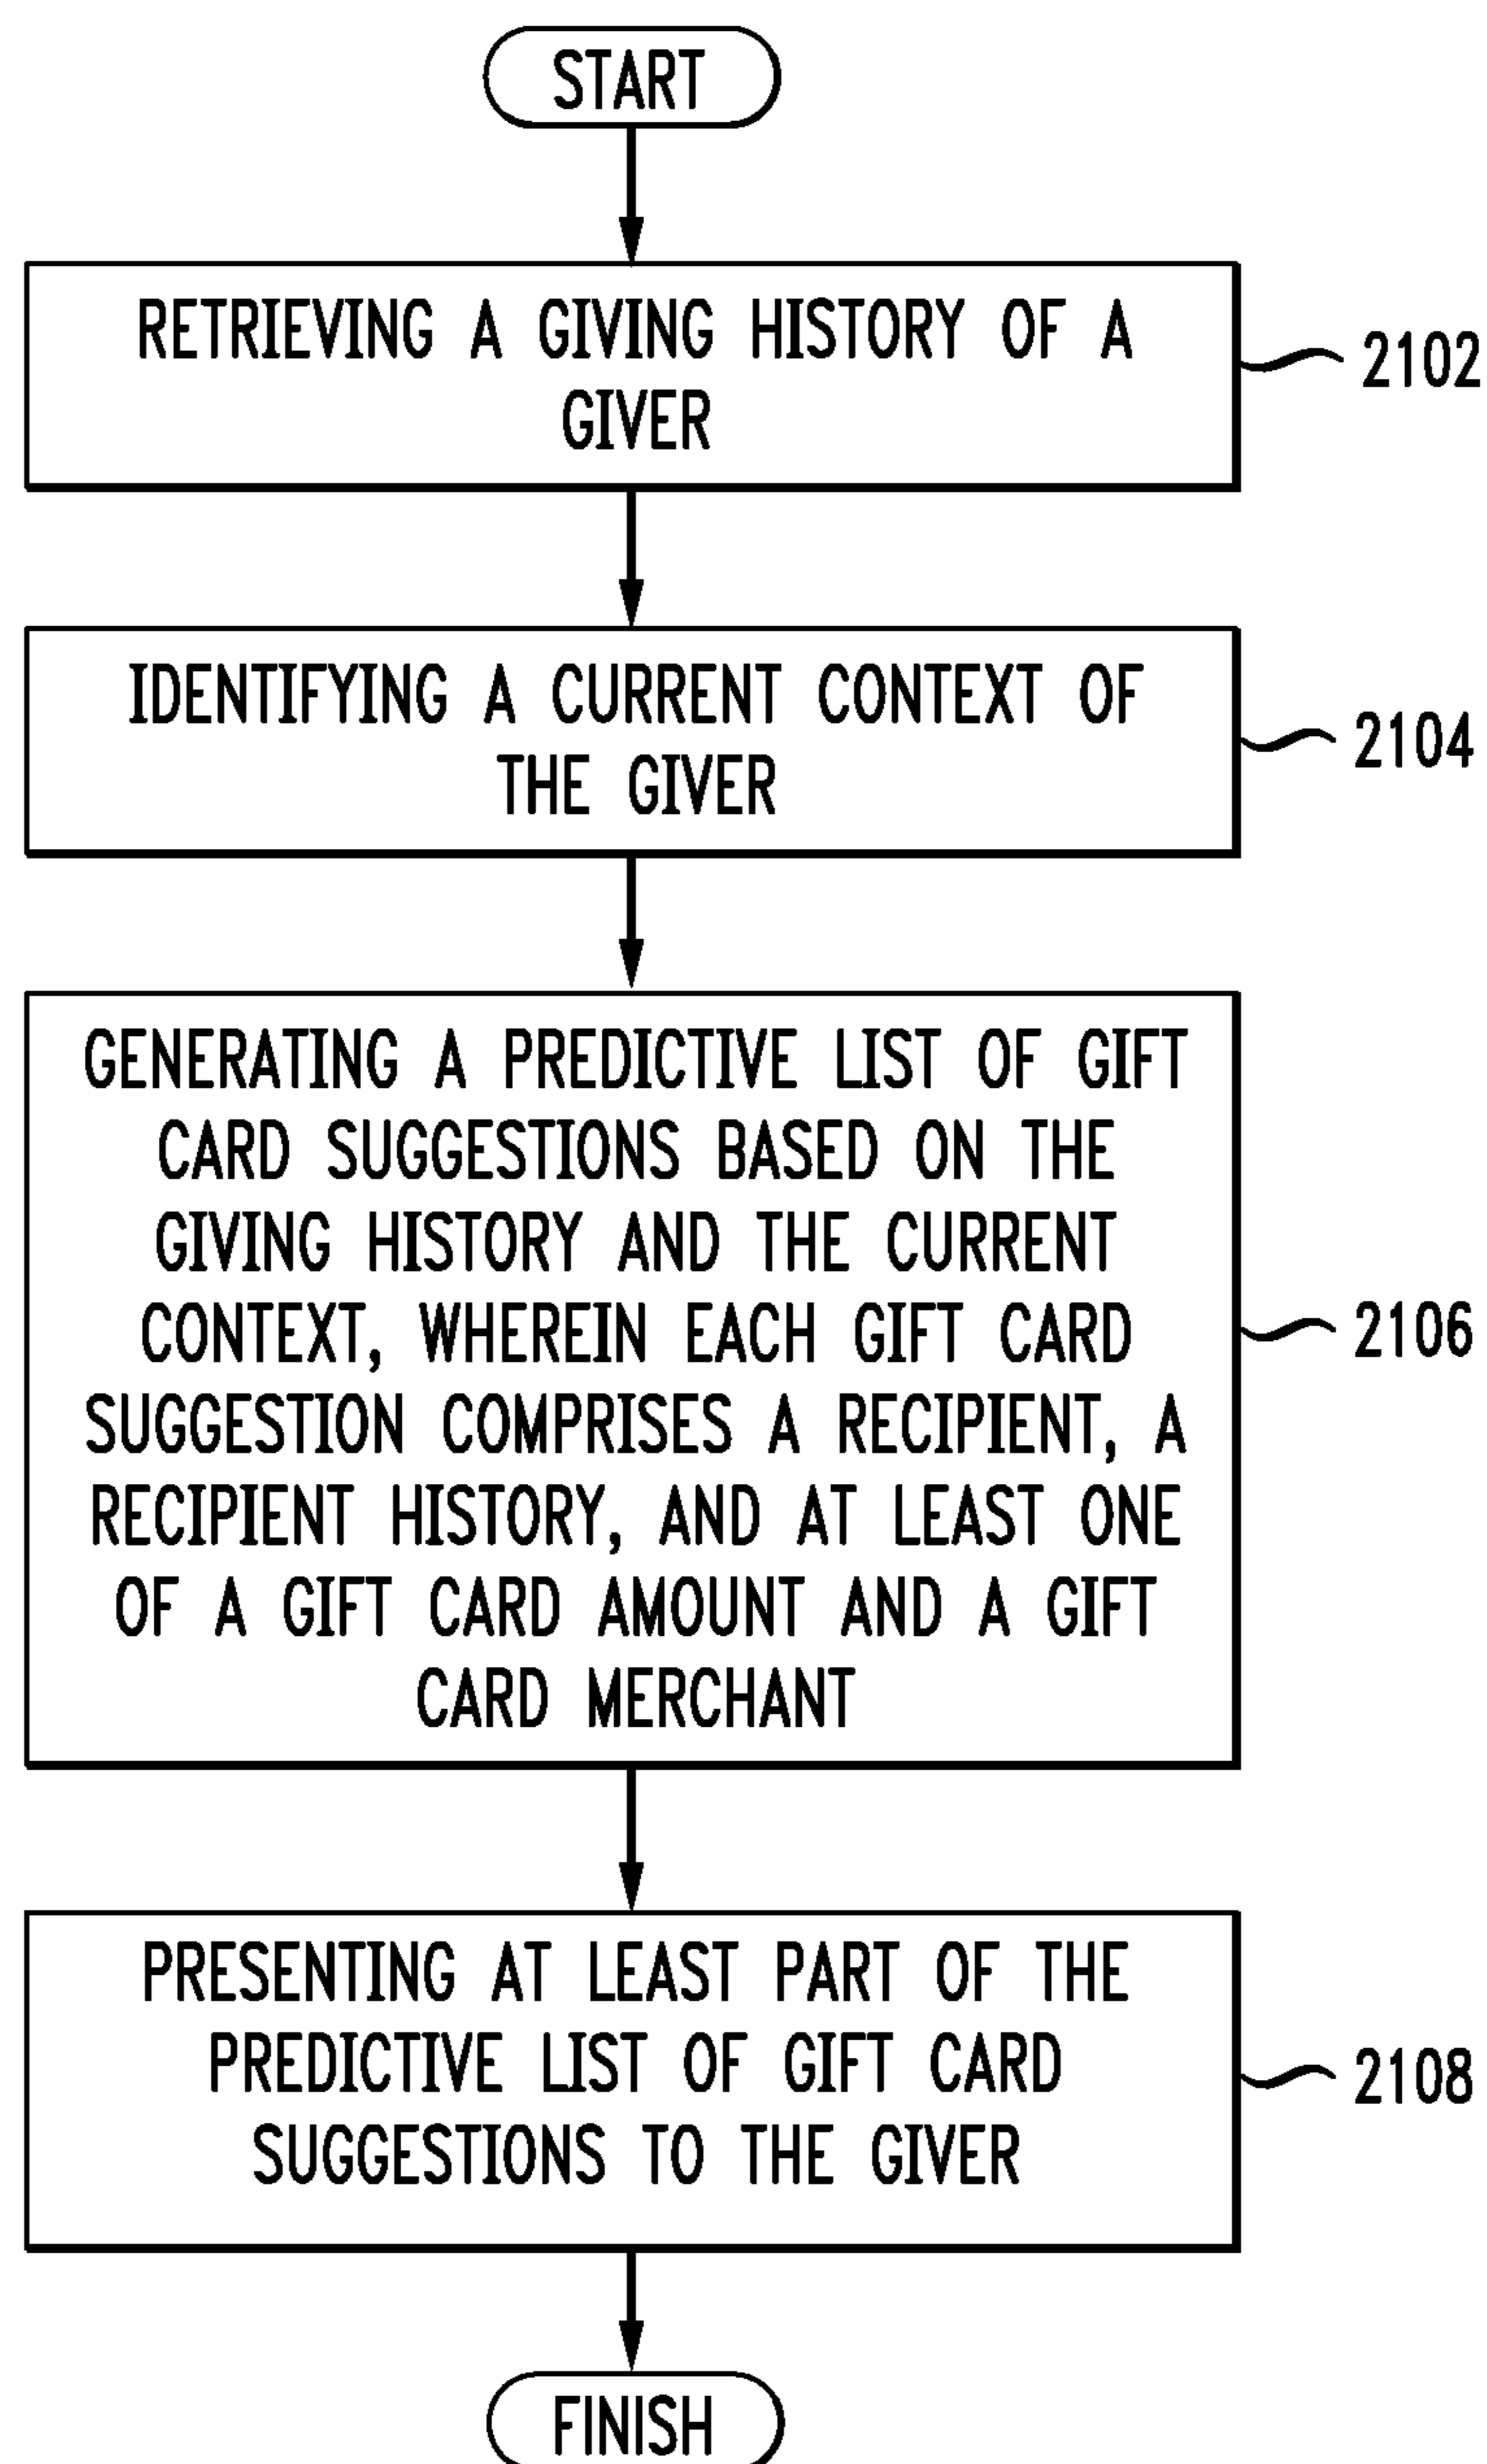 START
RETRIEVING A GIVING HISTORY OF A
GIVER
2102
IDENTIFYING A CURRENT CONTEXT OF
THE GIVER
2104
GENERATING A PREDICTIVE LIST OF GIFT
CARD SUGGESTIONS BASED ON THE
GIVING HISTORY AND THE CURRENT
CONTEXT, WHEREIN EACH GIFT CARD
SUGGESTION COMPRISES A RECIPIENT, A
RECIPIENT HISTORY, AND AT LEAST ONE
OF A GIFT CARD AMOUNT AND A GIFT
CARD MERCHANT
2106
PRESENTING AT LEAST PART OF THE
PREDICTIVE LIST OF GIFT CARD
SUGGESTIONS TO THE GIVER
2108
FINISH